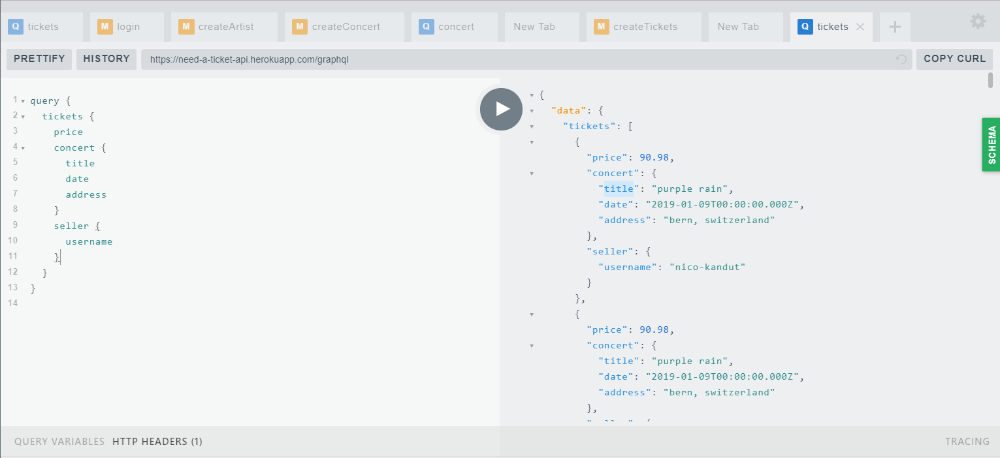 Q tickets M login M createArtist M createConcert Q concert New Tab M createTickets New Tab Q tickets
PRETTIFY HISTORY https://need-a-ticket-api.herokuapp.com/graphql COPY CURL
1 query {
2 tickets {
3 price
4 concert {
5 title
6 date
7 address
8 }
9 seller {
10 username
11 }
12 }
13 }
14
{
"data": {
"tickets": [
{
"price": 90.98,
"concert": {
"title": "purple rain",
"date": "2019-01-09T00:00:00.000Z",
"address": "bern, switzerland"
},
"seller": {
"username": "nico-kandut"
}
},
{
"price": 90.98,
"concert": {
"title": "purple rain",
"date": "2019-01-09T00:00:00.000Z",
"address": "bern, switzerland"
},
SCHEMA
QUERY VARIABLES HTTP HEADERS (1) TRACING